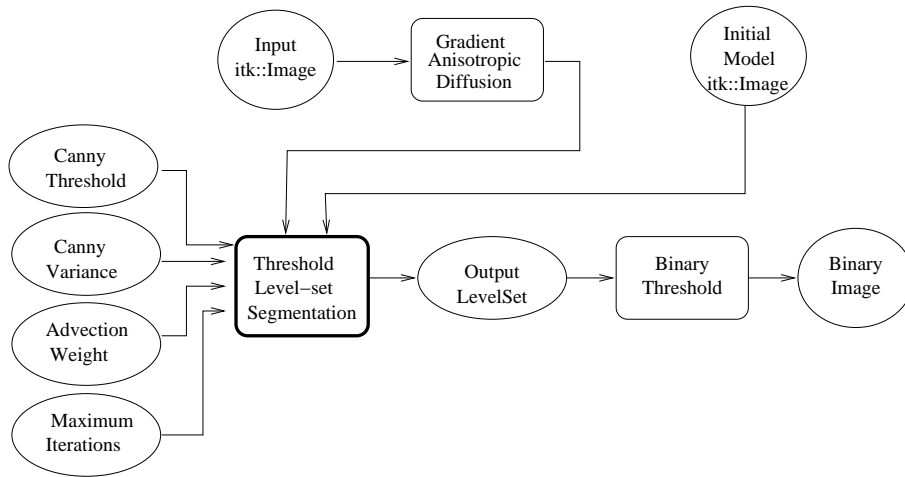 Input
itk::Image
Gradient
Anisotropic
Diffusion
Initial
Model
itk::Image
Canny
Threshold
Canny
Variance
Advection
Weight
Maximum
Iterations
Threshold
Level−set
Segmentation
Output
LevelSet
Binary
Threshold
Binary
Image